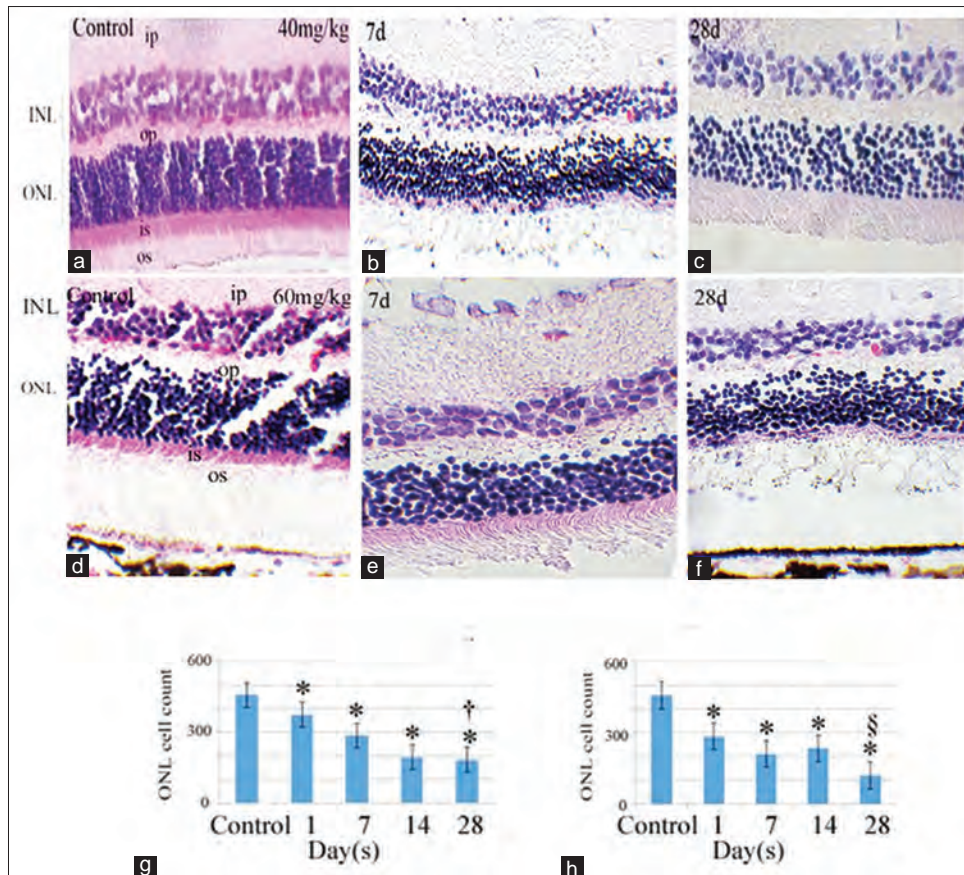 Control
ip
40mg/kg
INL
op
ONL
is
os
a
7d
b
28d
c
Control
ip
60mg/kg
INL
op
ONL
is
os
d
7d
e
28d
f
600
300
0
ONL cell count
*
*
*
†
*
Control 1 7 14 28
Day(s)
g
600
300
0
ONL cell count
*
*
*
§
*
Control 1 7 14 28
Day(s)
h